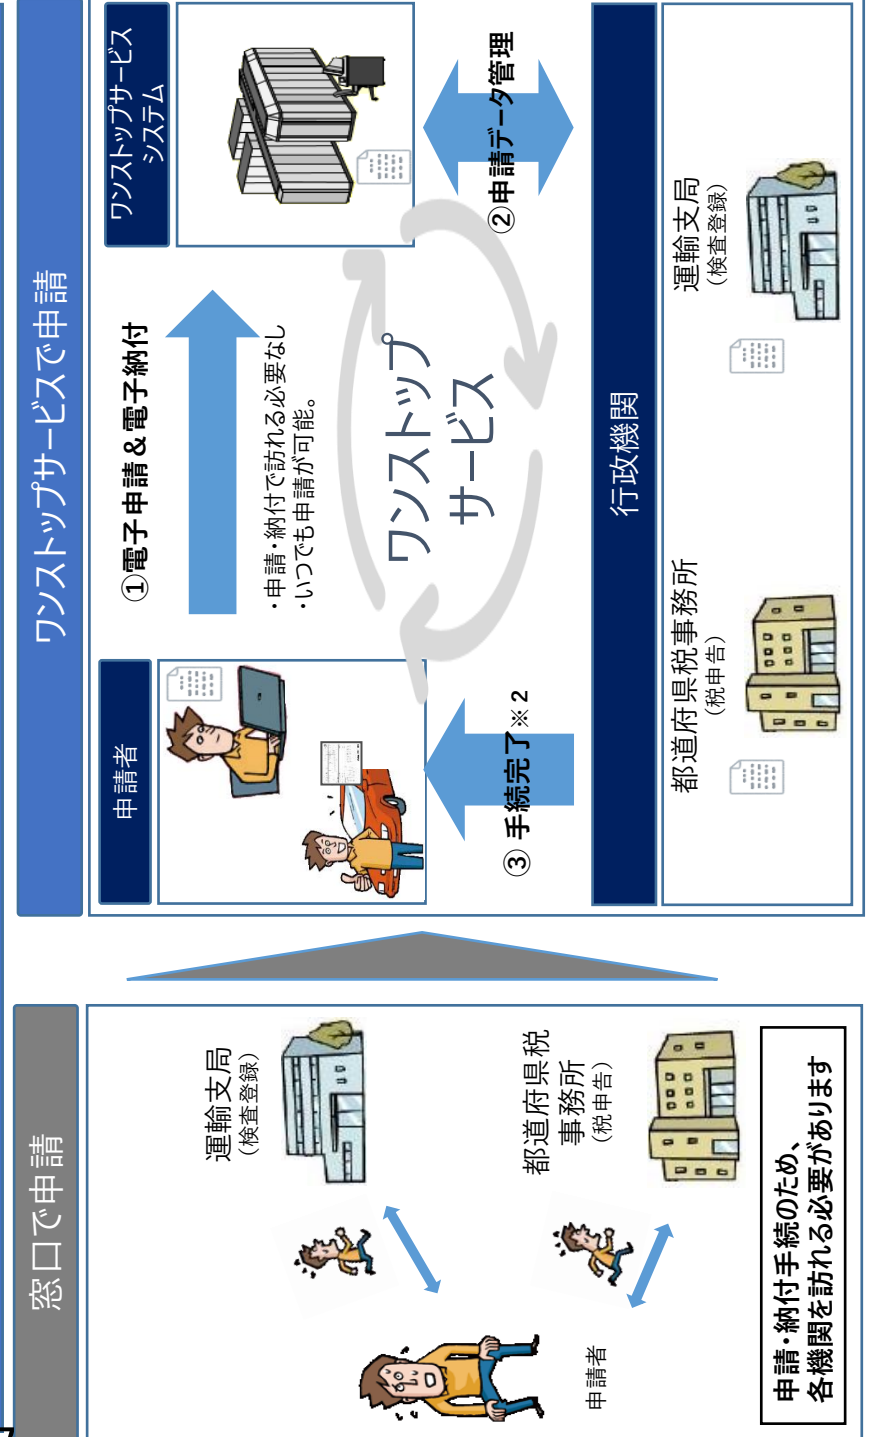 窓口で申請
運輸支局
（検査登録）
都道府県税
事務所
（税申告）
申請者
申請・納付手続のため、
各機関を訪れる必要があります
ワンストップサービスで申請
申請者
①電子申請＆電子納付
・申請・納付で訪れる必要なし
・いつでも申請が可能。
ワンストップサービス
システム
ワンストップ
サービス
②申請データ管理
③ 手続完了※2
行政機関
都道府県税事務所
（税申告）
運輸支局
（検査登録）